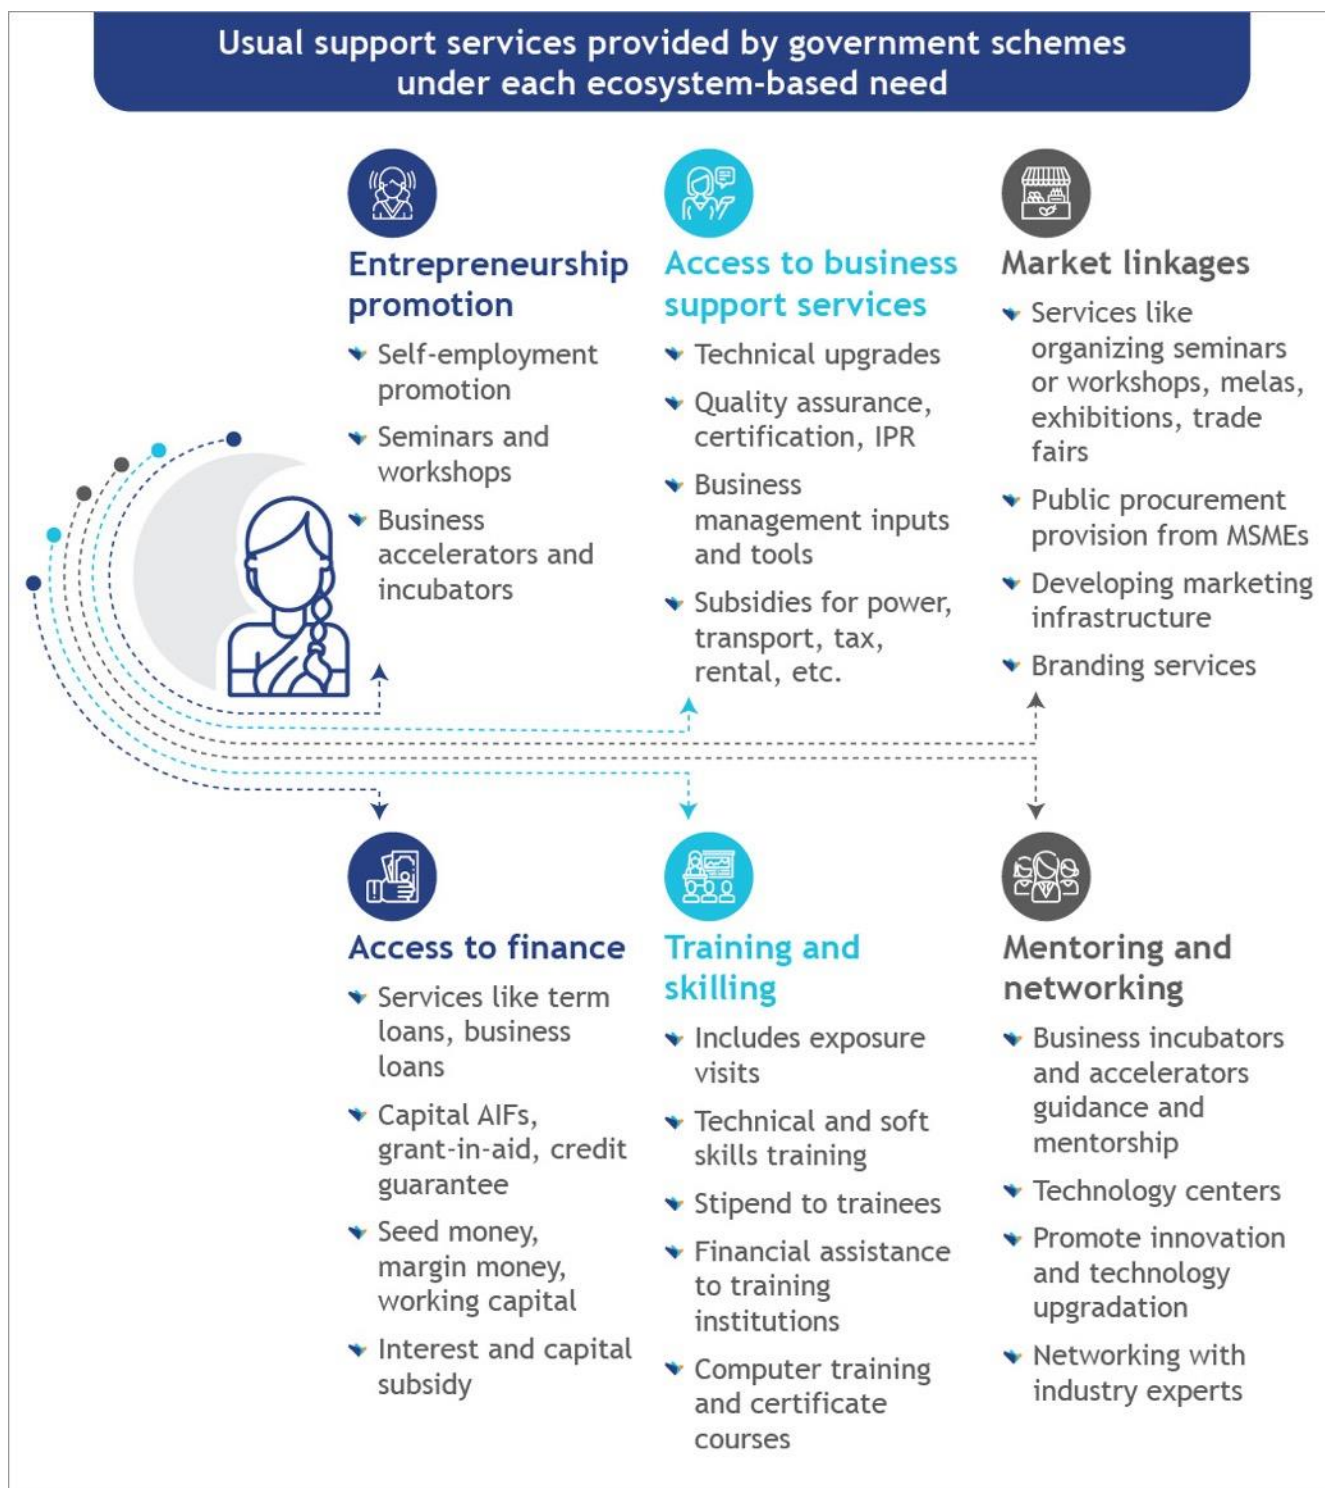 Usual support services provided by government schemes
under each ecosystem-based need
Entrepreneurship
promotion
Self-employment
promotion
Seminars and
workshops
Business
accelerators and
incubators
Access to business
support services
Technical upgrades
Quality assurance,
certification, IPR
Business
management inputs
and tools
Subsidies for power,
transport, tax,
rental, etc.
Market linkages
Services like
organizing seminars
or workshops, melas,
exhibitions, trade
fairs
Public procurement
provision from MSMEs
Developing marketing
infrastructure
Branding services
Access to finance
Services like term
loans, business
loans
Capital AIFs,
grant-in-aid, credit
guarantee
Seed money,
margin money,
working capital
Interest and capital
subsidy
Training and
skilling
Includes exposure
visits
Technical and soft
skills training
Stipend to trainees
Financial assistance
to training
institutions
Computer training
and certificate
courses
Mentoring and
networking
Business incubators
and accelerators
guidance and
mentorship
Technology centers
Promote innovation
and technology
upgradation
Networking with
industry experts